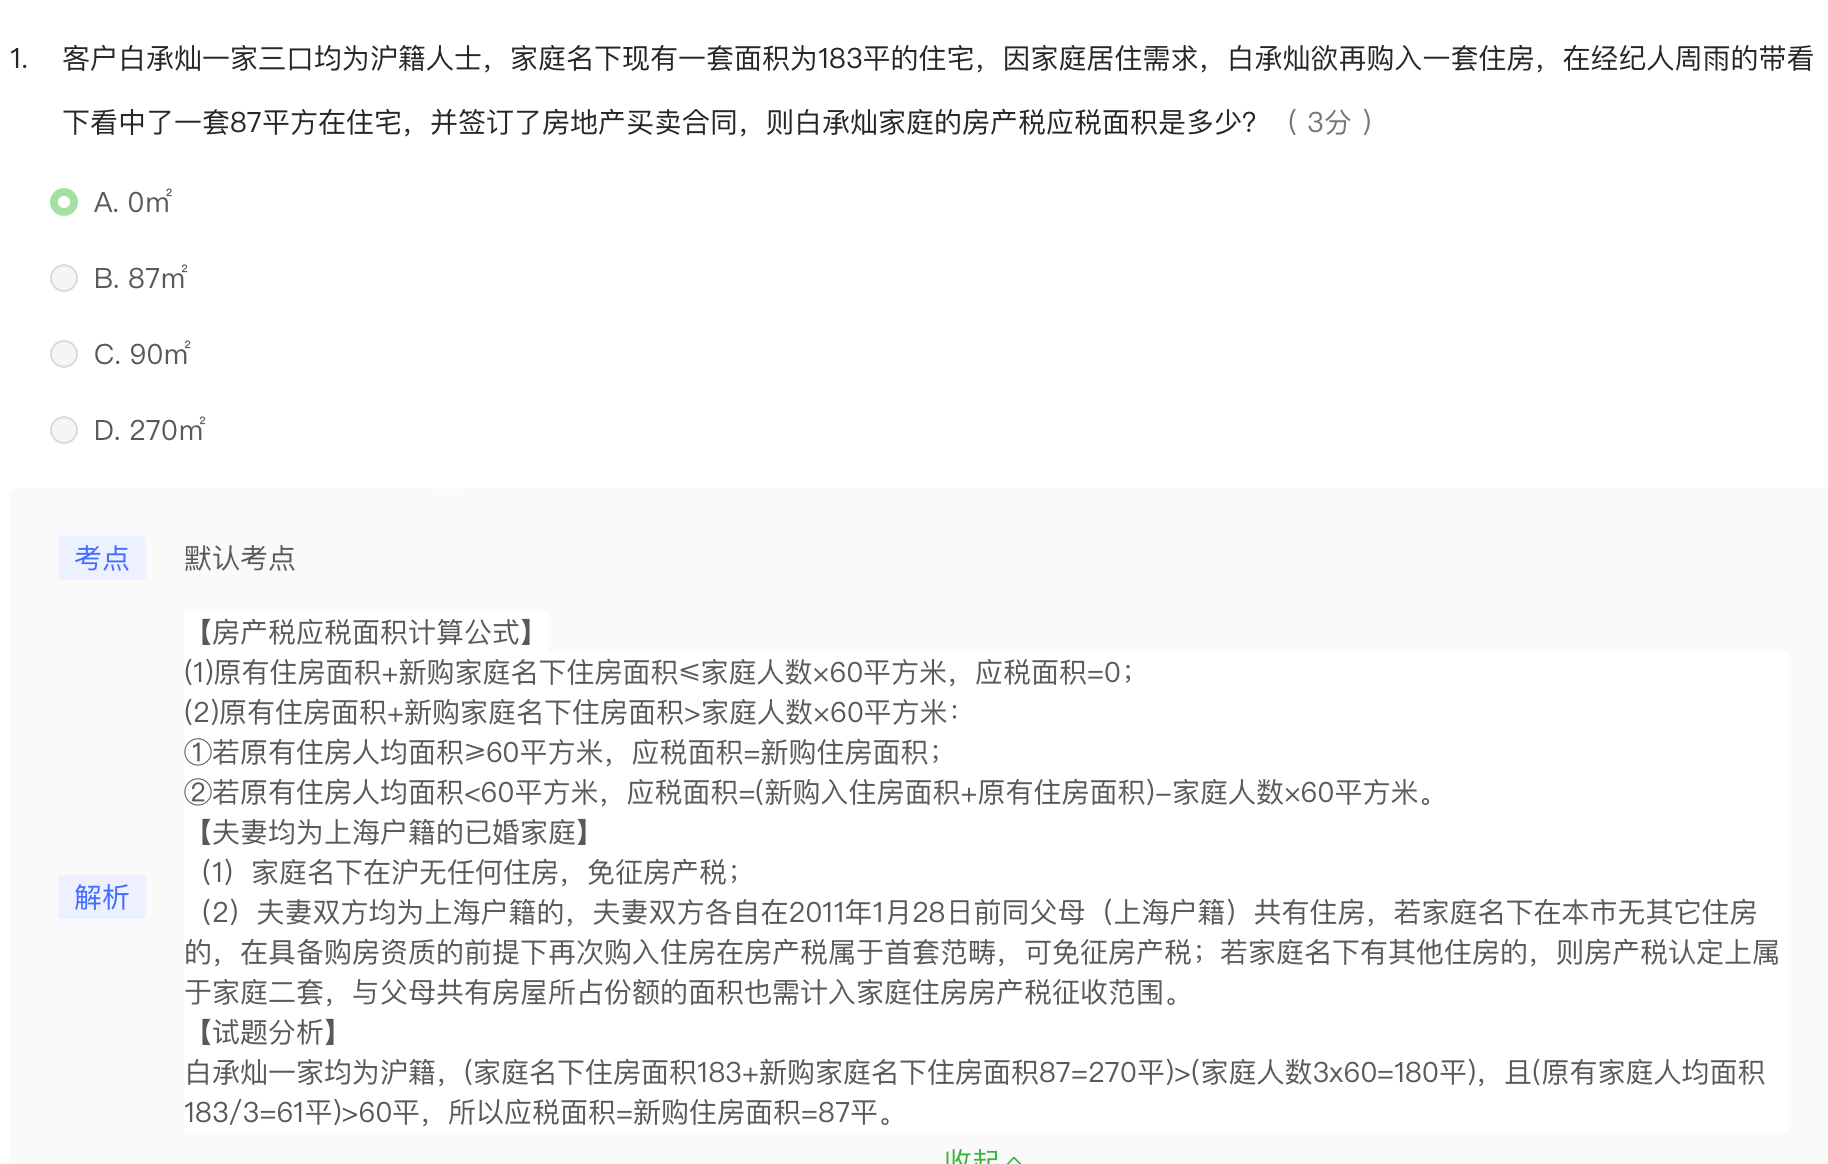 1. 客户白承灿一家三口均为沪籍人士，家庭名下现有一套面积为183平的住宅，因家庭居住需求，白承灿欲再购入一套住房，在经纪人周雨的带看
下看中了一套87平方在住宅，并签订了房地产买卖合同，则白承灿家庭的房产税应税面积是多少？（ 3分 ）
A. 0㎡
B. 87㎡
C. 90㎡
D. 270㎡
考点 默认考点
【房产税应税面积计算公式】
(1)原有住房面积+新购家庭名下住房面积≤家庭人数×60平方米，应税面积=0；
(2)原有住房面积+新购家庭名下住房面积>家庭人数×60平方米：
①若原有住房人均面积≥60平方米，应税面积=新购住房面积；
②若原有住房人均面积<60平方米，应税面积=(新购入住房面积+原有住房面积)–家庭人数×60平方米。
【夫妻均为上海户籍的已婚家庭】
（1）家庭名下在沪无任何住房，免征房产税；
解析
（2）夫妻双方均为上海户籍的，夫妻双方各自在2011年1月28日前同父母（上海户籍）共有住房，若家庭名下在本市无其它住房
的，在具备购房资质的前提下再次购入住房在房产税属于首套范畴，可免征房产税；若家庭名下有其他住房的，则房产税认定上属
于家庭二套，与父母共有房屋所占份额的面积也需计入家庭住房房产税征收范围。
【试题分析】
白承灿一家均为沪籍，(家庭名下住房面积183+新购家庭名下住房面积87=270平)>(家庭人数3x60=180平)，且(原有家庭人均面积
183/3=61平)>60平，所以应税面积=新购住房面积=87平。
收起